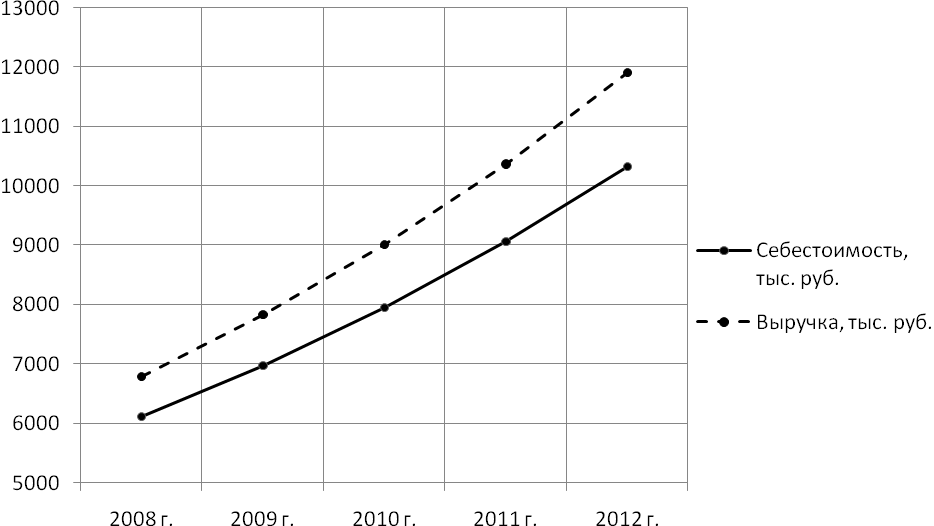 13000
12000
11000
10000
9000
8000
7000
6000
5000
2008 г. 2009 г. 2010 г. 2011 г. 2012 г.
Себестоимость,
тыс. руб.
Выручка, тыс. руб.